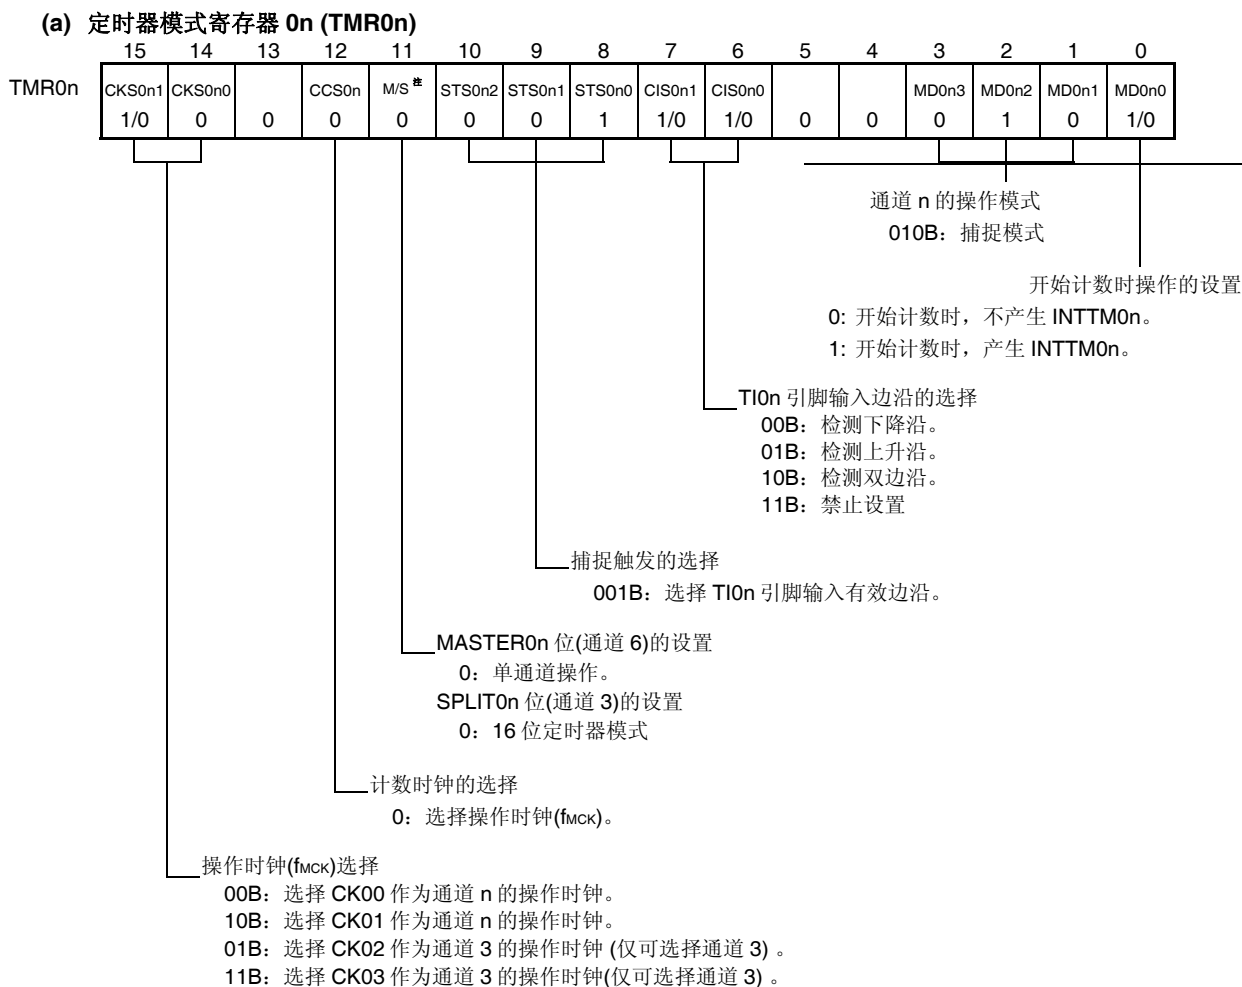 (a) 定时器模式寄存器 0n (TMR0n)
15 14 13 12 11 10 9 8 7 6 5 4 3 2 1 0
TMR0n CKS0n1 CKS0n0 CCS0n M/S 注 STS0n2 STS0n1 STS0n0 CIS0n1 CIS0n0 MD0n3 MD0n2 MD0n1 MD0n0
1/0 0 0 0 0 0 0 1 1/0 1/0 0 0 0 1 0 1/0
通道 n 的操作模式
010B：捕捉模式
开始计数时操作的设置
0: 开始计数时，不产生 INTTM0n。
1: 开始计数时，产生 INTTM0n。
TI0n 引脚输入边沿的选择
00B：检测下降沿。
01B：检测上升沿。
10B：检测双边沿。
11B：禁止设置
捕捉触发的选择
001B：选择 TI0n 引脚输入有效边沿。
MASTER0n 位(通道 6)的设置
0：单通道操作。
SPLIT0n 位(通道 3)的设置
0：16 位定时器模式
计数时钟的选择
0：选择操作时钟(fMCK)。
操作时钟(fMCK)选择
00B：选择 CK00 作为通道 n 的操作时钟。
10B：选择 CK01 作为通道 n 的操作时钟。
01B：选择 CK02 作为通道 3 的操作时钟 (仅可选择通道 3) 。
11B：选择 CK03 作为通道 3 的操作时钟(仅可选择通道 3) 。